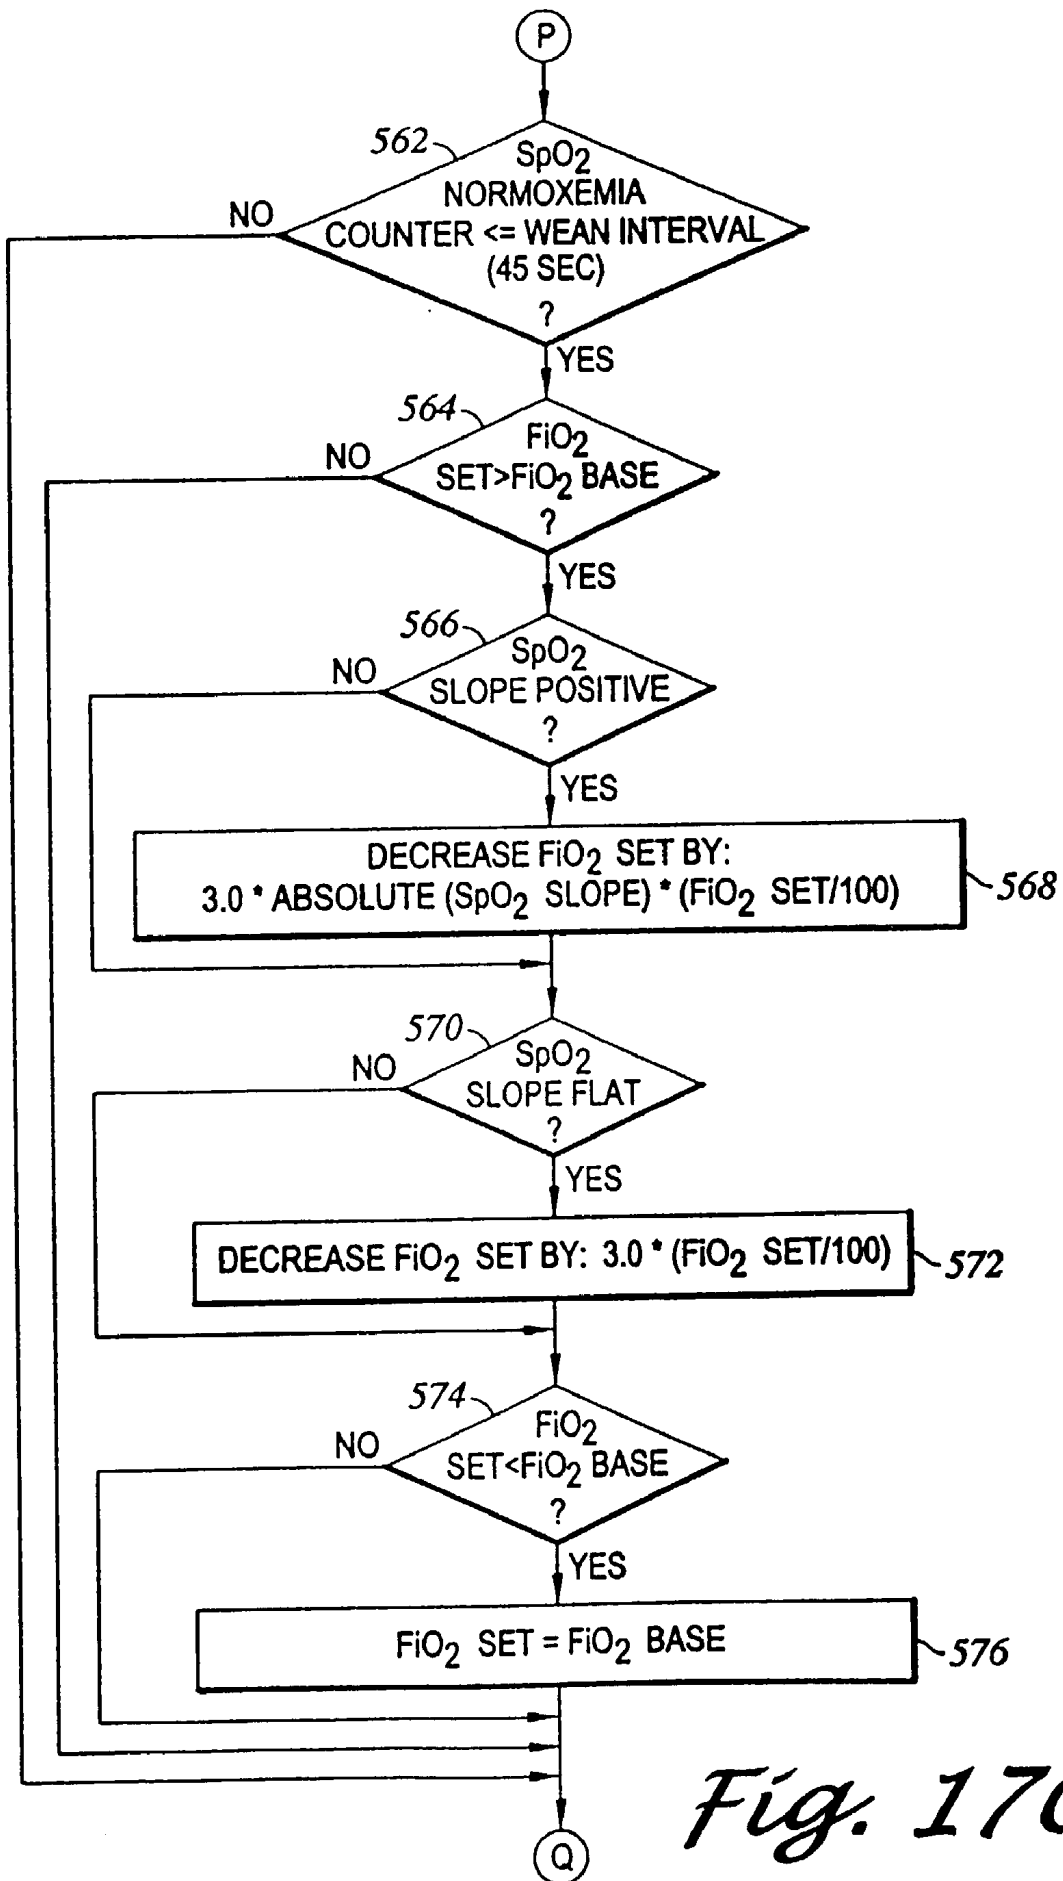 P
562
SpO2
NORMOXEMIA
NO
COUNTER <= WEAN INTERVAL
(45 SEC)
?
YES
564
FiO2
NO
SET>FiO2 BASE
?
YES
566
SpO2
NO
SLOPE POSITIVE
?
YES
DECREASE FiO2 SET BY:
3.0 * ABSOLUTE (SpO2 SLOPE) * (FiO2 SET/100)
568
570
SpO2
NO
SLOPE FLAT
?
YES
DECREASE FiO2 SET BY: 3.0 * (FiO2 SET/100)
572
574
FiO2
NO
SET<FiO2 BASE
?
YES
FiO2 SET = FiO2 BASE
576
Fig.
Q